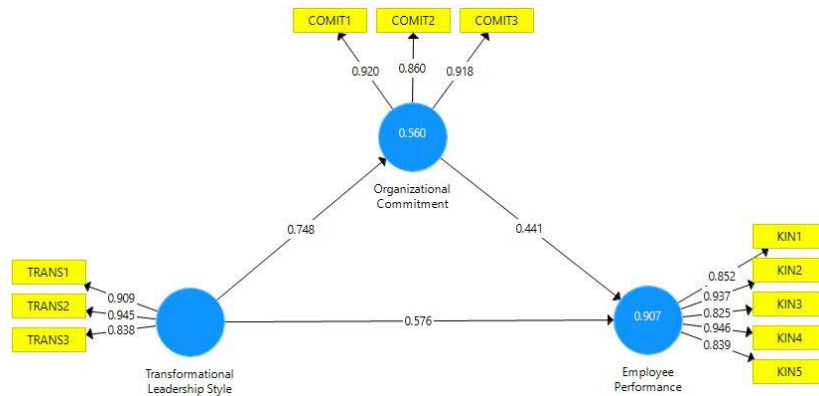 COMIT1
COMIT2
COMIT3
0.920
0.860
0.918
0.560
Organizational
Commitment
0.748
0.441
TRANS1
TRANS2
TRANS3
0.909
0.945
0.838
Transformational
Leadership Style
0.576
0.907
Employee
Performance
0.852
0.937
0.825
0.946
0.839
KIN1
KIN2
KIN3
KIN4
KIN5